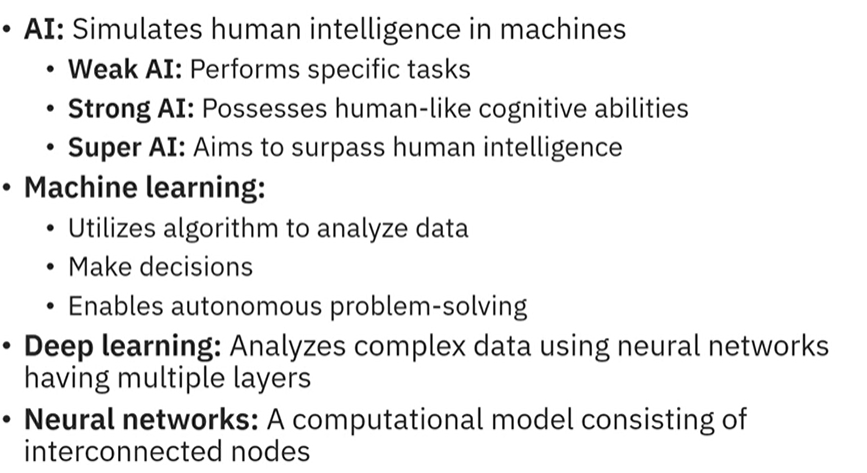 • AI: Simulates human intelligence in machines
• Weak AI: Performs specific tasks
• Strong AI: Possesses human-like cognitive abilities
• Super AI: Aims to surpass human intelligence
• Machine learning:
• Utilizes algorithm to analyze data
• Make decisions
• Enables autonomous problem-solving
• Deep learning: Analyzes complex data using neural networks
having multiple layers
• Neural networks: A computational model consisting of
interconnected nodes